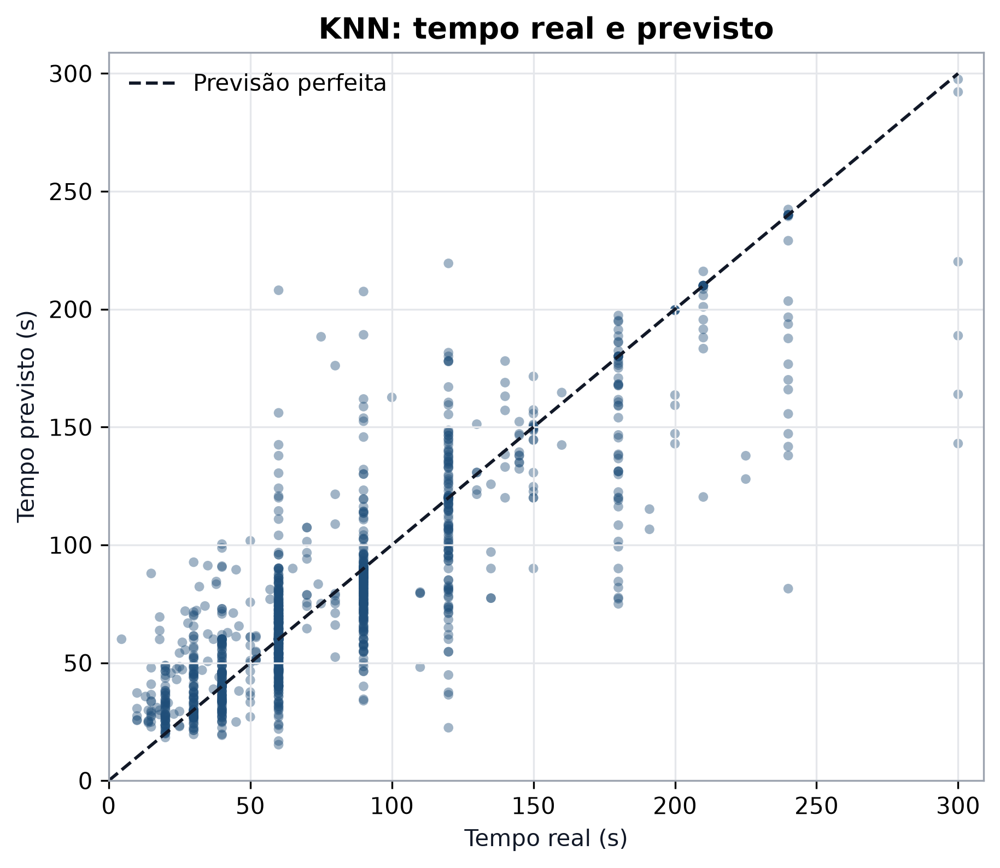 KNN: tempo real e previsto
Previsão perfeita
300
250
200
150
100
50
0
Tempo previsto (s)
0 50 100 150 200 250 300
Tempo real (s)